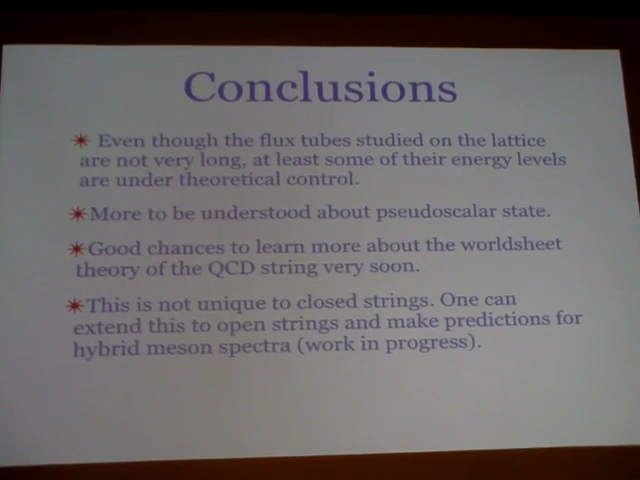 Conclusions
Even though the flux tubes studied on the lattice
are not very long, at least some of their energy levels
are under theoretical control.
More to be understood about pseudoscalar state.
Good chances to learn more about the worldsheet
theory of the QCD string very soon.
This is not unique to closed strings. One can
extend this to open strings and make predictions for
hybrid meson spectra (work in progress).